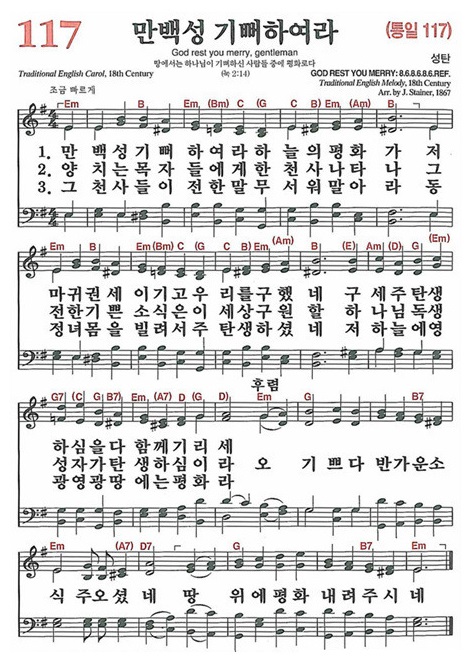 117 만백성 기뻐하여라 (통일 117)
God rest you merry, gentleman
땅에서는 하나님이 기뻐하신 사람들 중에 평화로다
성탄
Traditional English Carol, 18th Century
(눅 2:14)
GOD REST YOU MERRY: 8.6.8.6.8.6.REF.
Traditional English Melody, 18th Century
조금 빠르게
Arr. by J. Stainer, 1867
Em B Em (Bm) C (G C B) Em (Am) B
1. 만 백성 기 뻐 하 여라 하 늘의 평화 가 저
2. 양 치는 목자 들 에게 한 천 사나 타 나 그
3. 그 천사 들이 전 한말 무 서 워말 아 라 동
Em B Em (Bm) C (G C B) Em (Am) B (E) Am (D) G (Em)
마귀 권 세 이 기고 우 리 를구 했 네 구 세주 탄생
전한 기 쁜 소 식은 이 세상 구 원 할 하 나님 독생
정녀 몸 을 빌 려서 주 탄생 하 셨 네 저 하늘 에영
G7 (C G B7) Em (A7) D (G D) 후렴 Em G B7
하심 을다 함 께기 리 세
성자 가탄 생 하심 이 라 오 기 쁘다 반가운 소
광영 광땅 에 는평 화 라
Em (A7) D7 G B7 Em
식 주오 셨 네 땅 위에 평화 내려 주시 네